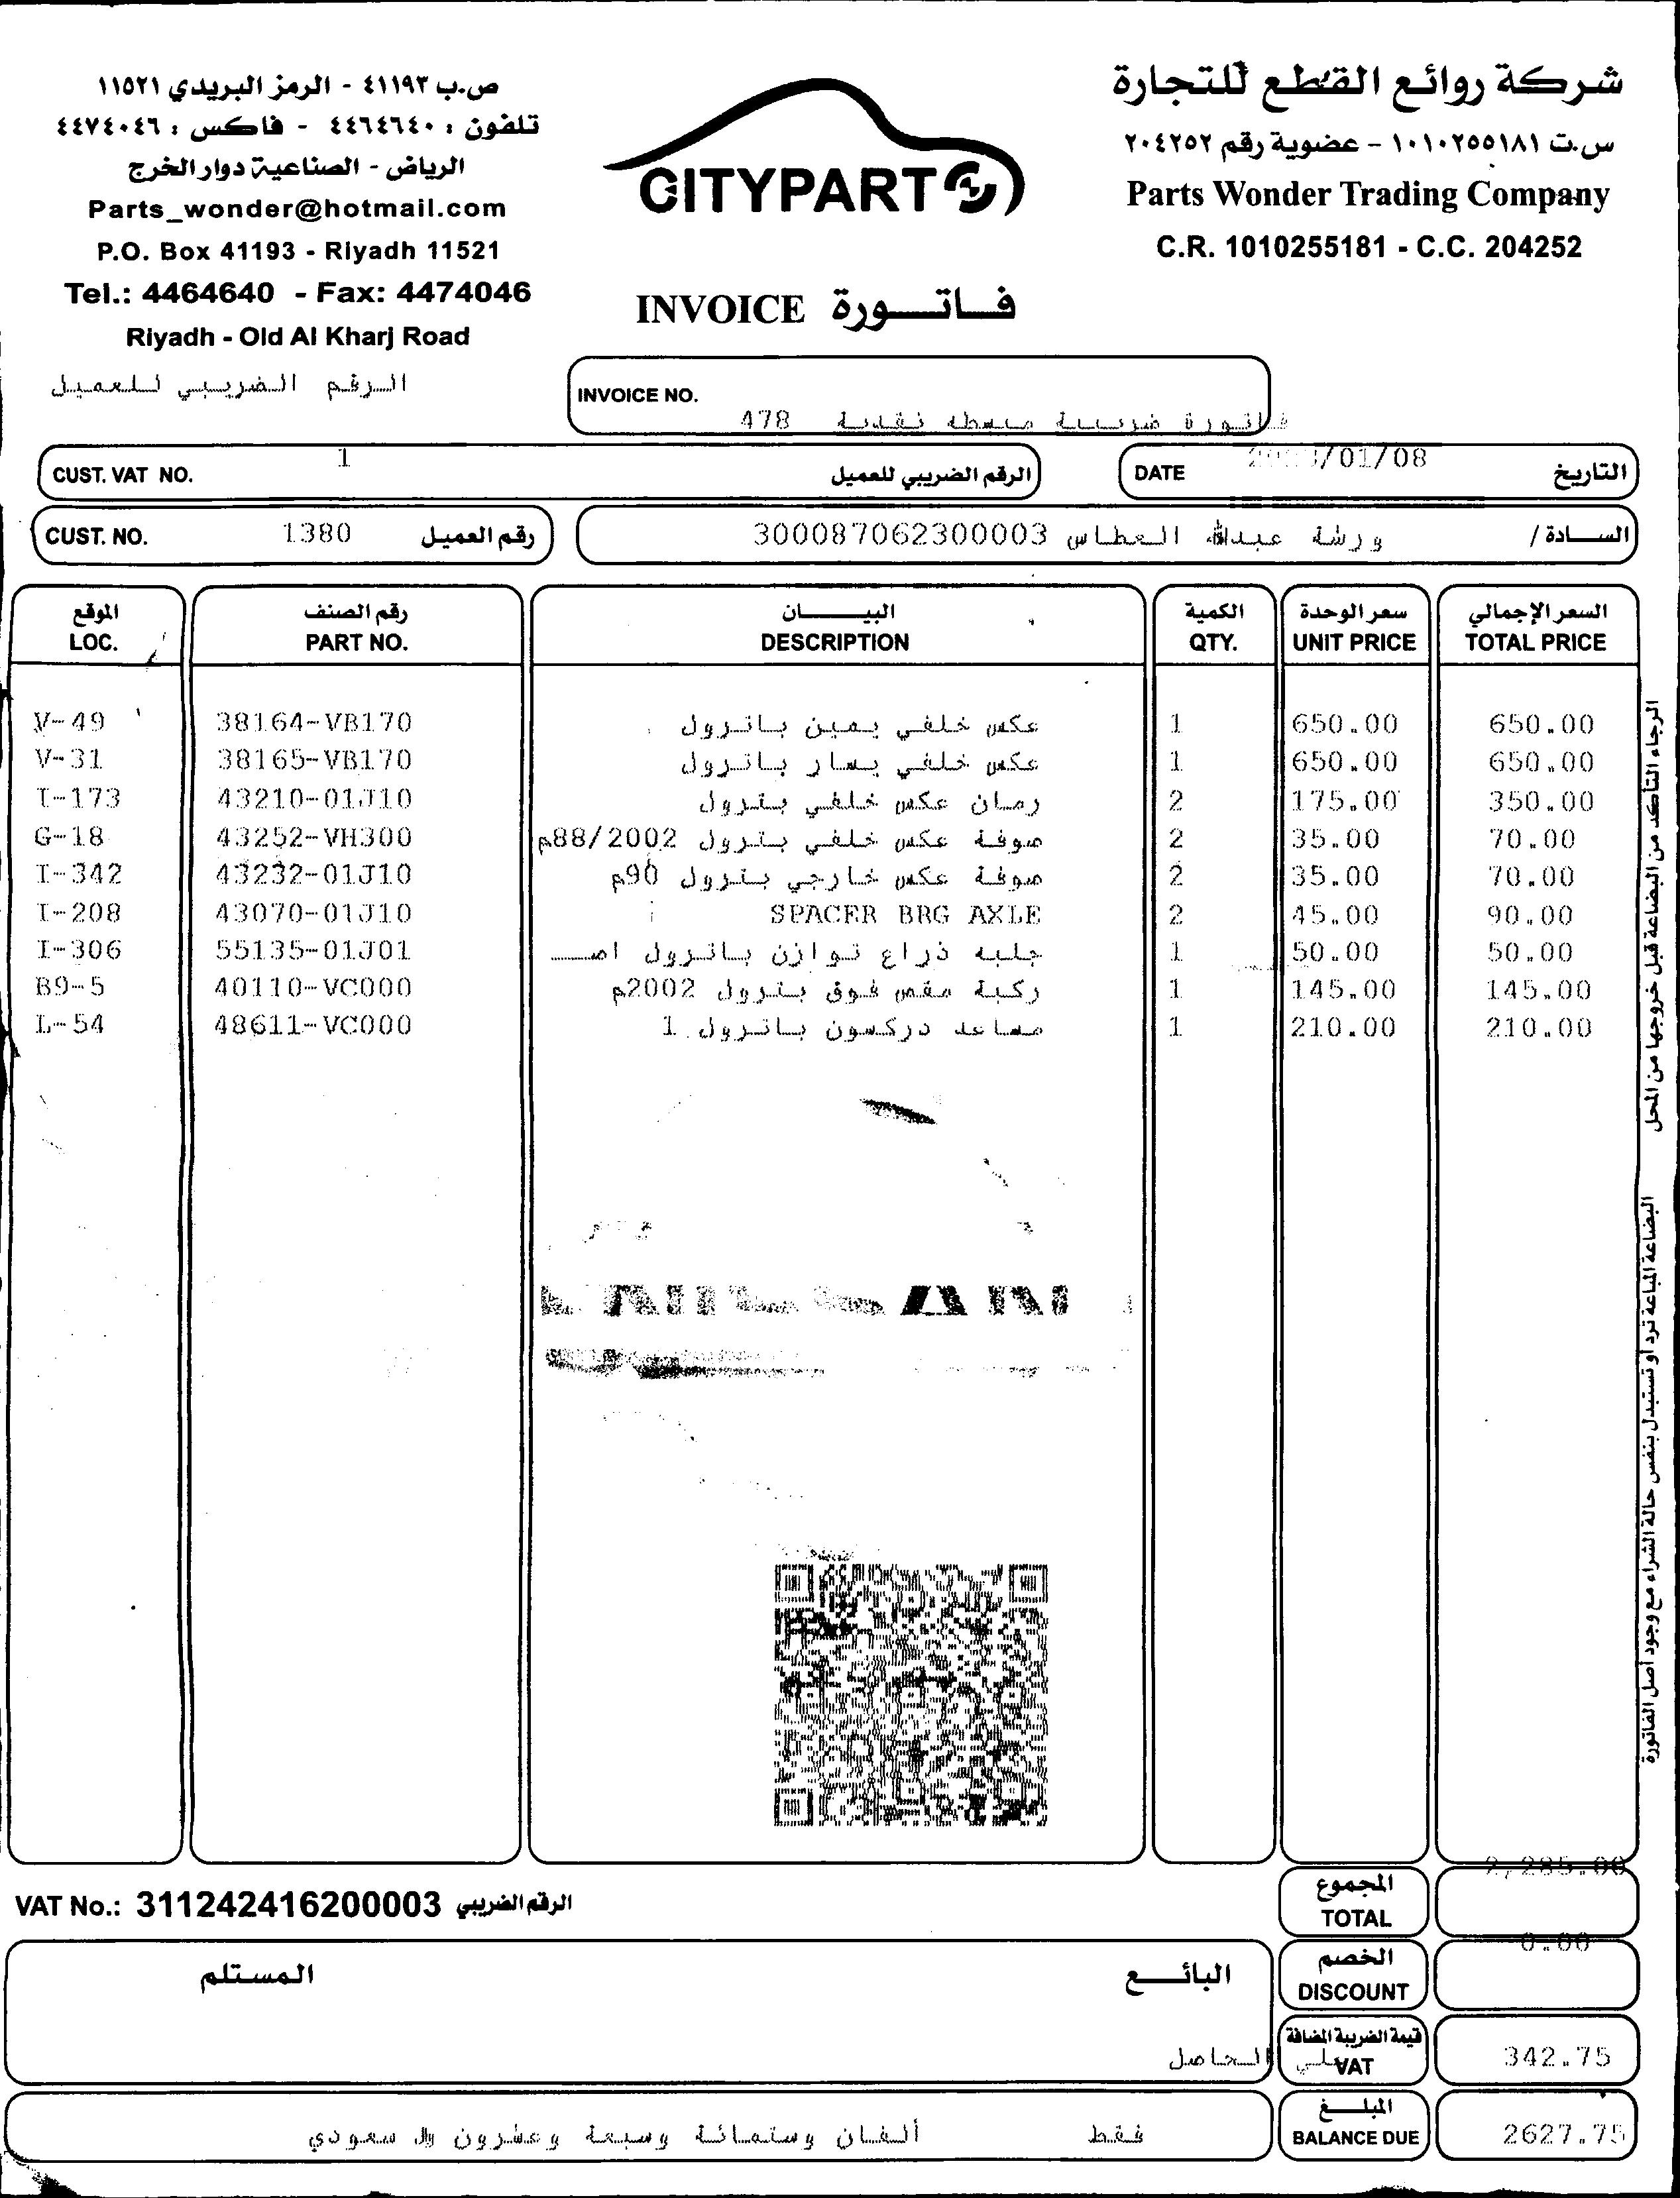 شركة روائع القطع للتجارة
س.ت ١٠١٠٢٥٥١٨١ - عضوية رقم ٢٠٤٢٥٢
Parts Wonder Trading Company
C.R. 1010255181 - C.C. 204252
CITYPART
فاتورة INVOICE
ص.ب ٤١١٩٣ - الرمز البريدي ١١٥٢١
تلفون : ٤٤٦٤٦٤٠ - فاكس : ٤٤٧٤٠٤٦
الرياض - الصناعية دوار الخرج
Parts_wonder@hotmail.com
P.O. Box 41193 - Riyadh 11521
Tel.: 4464640 - Fax: 4474046
Riyadh - Old Al Kharj Road
الرقم الضريبي للعميل
INVOICE NO.
فاتورة ضريبية مبسطه نقدية 478
CUST. VAT NO. 1 الرقم الضريبي للعميل
DATE /01/08 التاريخ
CUST. NO. 1380 رقم العميل
السادة / ورشة عبدالله العطاس 300087062300003
الموقع رقم الصنف البيان الكمية سعر الوحدة السعر الإجمالي
LOC. PART NO. DESCRIPTION QTY. UNIT PRICE TOTAL PRICE
V-49 38164-VB170 عكس خلفي يمين باترول 1 650.00 650.00
V-31 38165-VB170 عكس خلفي يسار باترول 1 650.00 650.00
I-173 43210-01J10 رمان عكس خلفي بترول 2 175.00 350.00
G-18 43252-VH300 صوفة عكس خلفي بترول 88/2002م 2 35.00 70.00
I-342 43232-01J10 صوفة عكس خارجي بترول 90م 2 35.00 70.00
I-208 43070-01J10 SPACER BRG AXLE 2 45.00 90.00
I-306 55135-01J01 جلبه ذراع توازن باترول اصـ 1 50.00 50.00
B9-5 40110-VC000 ركبة مقص فوق بترول 2002م 1 145.00 145.00
L-54 48611-VC000 مساعد دركسون باترول 1 1 210.00 210.00
الرجاء التأكد من البضاعة قبل خروجها من المحل
البضاعة المباعة ترد او تستبدل بنفس حالة الشراء مع وجود أصل الفاتورة
VAT No.: 311242416200003 الرقم الضريبي
المجموع
TOTAL 2,285.00
الخصم
DISCOUNT 0.00
المستلم البائع
قيمة الضريبة المضافة
VAT 342.75
علي الحاصل
المبلغ
BALANCE DUE 2627.75
فقط ألفان وستمائة وسبعة وعشرون ﷼ سعودي